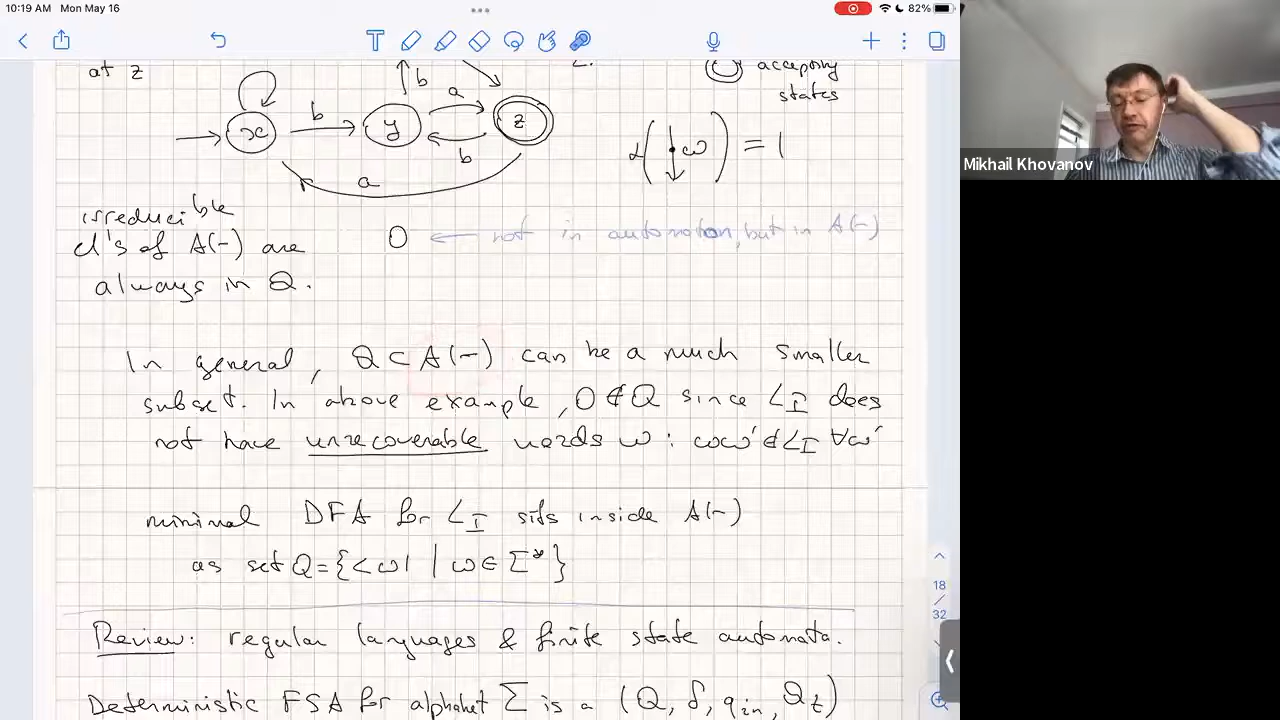 10:19 AM Mon May 16
82%
at z
b
a
accepting
states
x
b
y
z
b
α( ω ) = 1
a
irreducible
el's of A(-) are
always in Q.
0 ← not in automaton, but in A(-)
In general, Q ⊂ A(-) can be a much smaller
subset. In above example, 0 ∉ Q since L_I does
not have unrecoverable words ω : ωω' ∉ L_I ∀ω'
minimal DFA for L_I sits inside A(-)
as set Q = {<ω| | ω ∈ Σ*}
18
/
32
Review: regular languages & finite state automata.
Deterministic FSA for alphabet Σ is a (Q, δ, q_in, Q_t)
Mikhail Khovanov